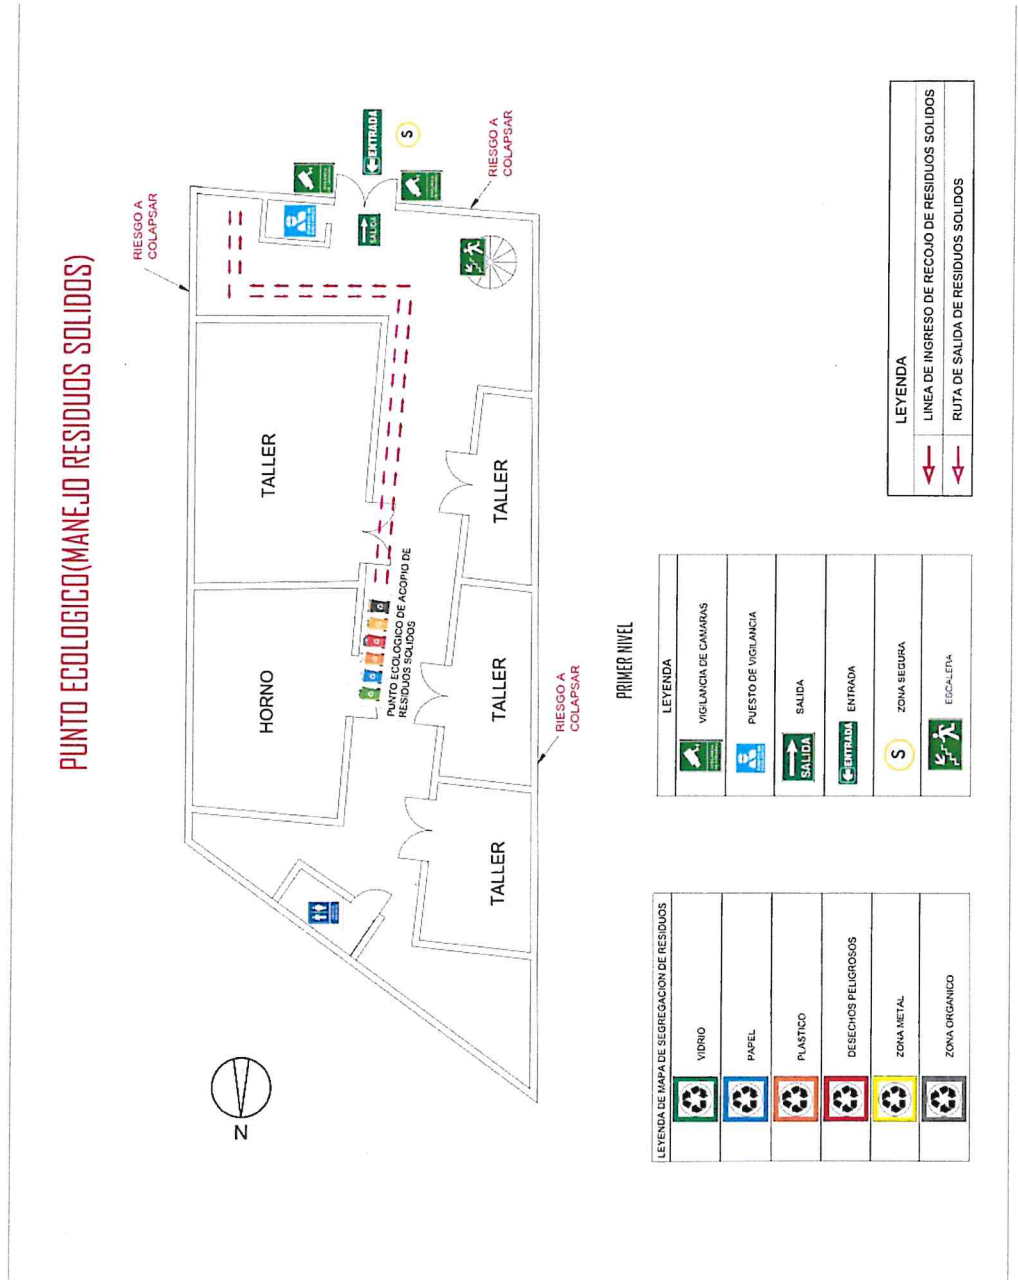 PUNTO ECOLOGICO(MANEJO RESIDUOS SOLIDOS)
RIESGO A
COLAPSAR
ENTRADA
S
SALIDA
RIESGO A
COLAPSAR
TALLER
HORNO
PUNTO ECOLOGICO DE ACOPIO DE
RESIDUOS SOLIDOS
TALLER
TALLER
TALLER
RIESGO A
COLAPSAR
N
PRIMER NIVEL
LEYENDA DE MAPA DE SEGREGACION DE RESIDUOS
VIDRIO
PAPEL
PLASTICO
DESECHOS PELIGROSOS
ZONA METAL
ZONA ORGANICO
LEYENDA
VIGILANCIA DE CAMARAS
PUESTO DE VIGILANCIA
SALIDA
SALIDA
ENTRADA
ENTRADA
S
ZONA SEGURA
ESCALERA
LEYENDA
LINEA DE INGRESO DE RECOJO DE RESIDUOS SOLIDOS
RUTA DE SALIDA DE RESIDUOS SOLIDOS